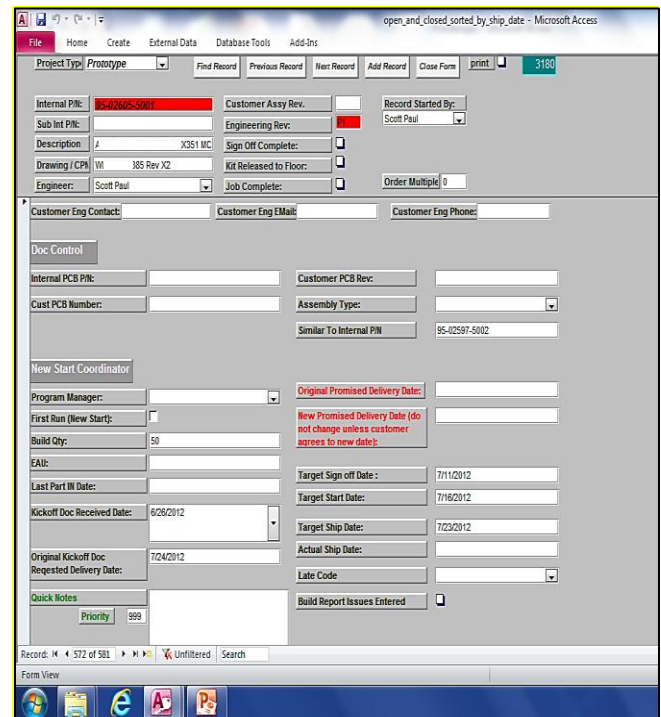 open_and_closed_sorted_by_ship_date - Microsoft Access
File Home Create External Data Database Tools Add-Ins
Project Typ Prototype Find Record Previous Record Next Record Add Record Close Form print 3180
Internal P/N: 95-02605-5001 Customer Assy Rev. Record Started By:
Sub Int P/N: Engineering Rev: P1 Scott Paul
Description X351 MC Sign Off Complete:
Drawing / CPN 385 Rev X2 Kit Released to Floor:
Engineer: Scott Paul Job Complete: Order Multiple 0
Customer Eng Contact: Customer Eng EMail: Customer Eng Phone:
Doc Control
Internal PCB P/N: Customer PCB Rev:
Cust PCB Number: Assembly Type:
Similar To Internal P/N 95-02597-5002
New Start Coordinator
Program Manager: Original Promised Delivery Date:
First Run (New Start): New Promised Delivery Date (do
not change unless customer
Build Qty: 50 agrees to new date):
EAU:
Target Sign off Date : 7/11/2012
Last Part IN Date:
Target Start Date: 7/16/2012
Kickoff Doc Received Date: 6/26/2012
Target Ship Date: 7/23/2012
Original Kickoff Doc 7/24/2012 Actual Ship Date:
Reqested Delivery Date:
Late Code
Quick Notes Build Report Issues Entered
Priority 999
Record: 572 of 581 Unfiltered Search
Form View